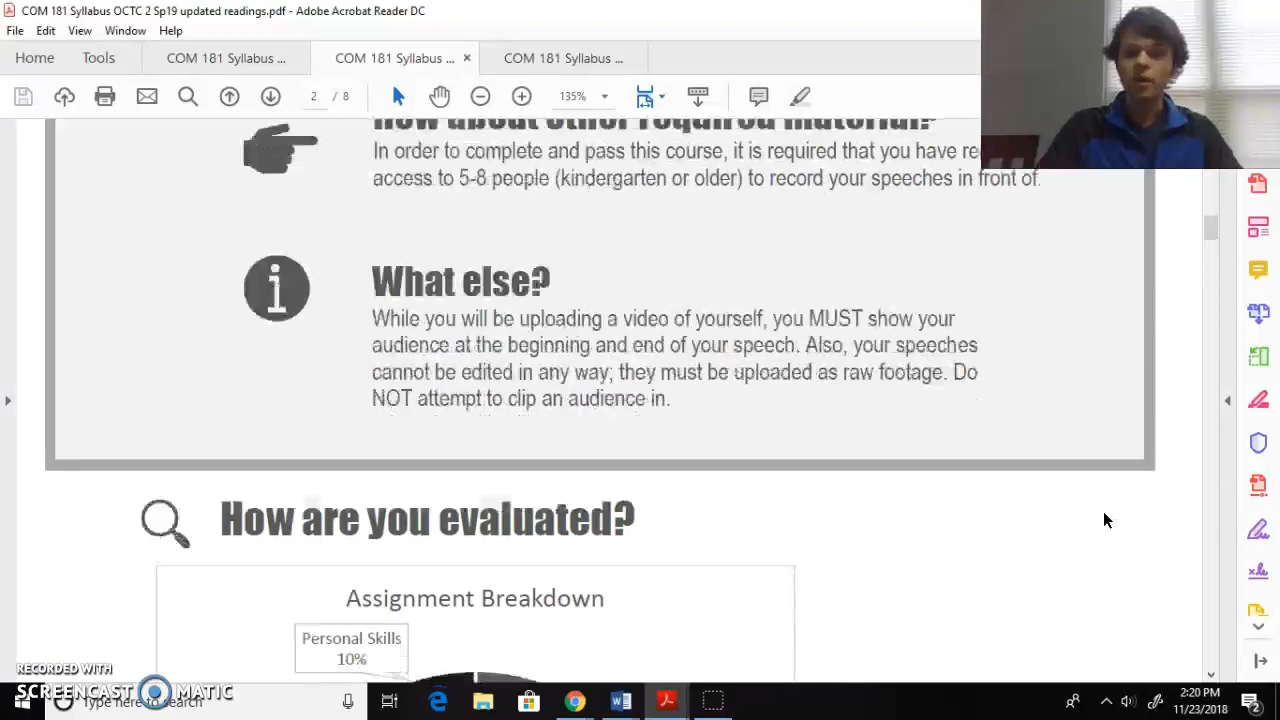 COM 181 Syllabus OCTC 2 Sp19 updated readings.pdf - Adobe Acrobat Reader DC
File Edit View Window Help
Home Tools COM 181 Syllabus ... COM 181 Syllabus ... × 181 Syllabus...
2 / 8 135%
How about other required material?
In order to complete and pass this course, it is required that you have re
access to 5-8 people (kindergarten or older) to record your speeches in front of.
i
What else?
While you will be uploading a video of yourself, you MUST show your
audience at the beginning and end of your speech. Also, your speeches
cannot be edited in any way; they must be uploaded as raw footage. Do
NOT attempt to clip an audience in.
How are you evaluated?
Assignment Breakdown
Personal Skills
10%
RECORDED WITH
SCREENCAST MATIC
Type here to search
2:20 PM
11/23/2018
2